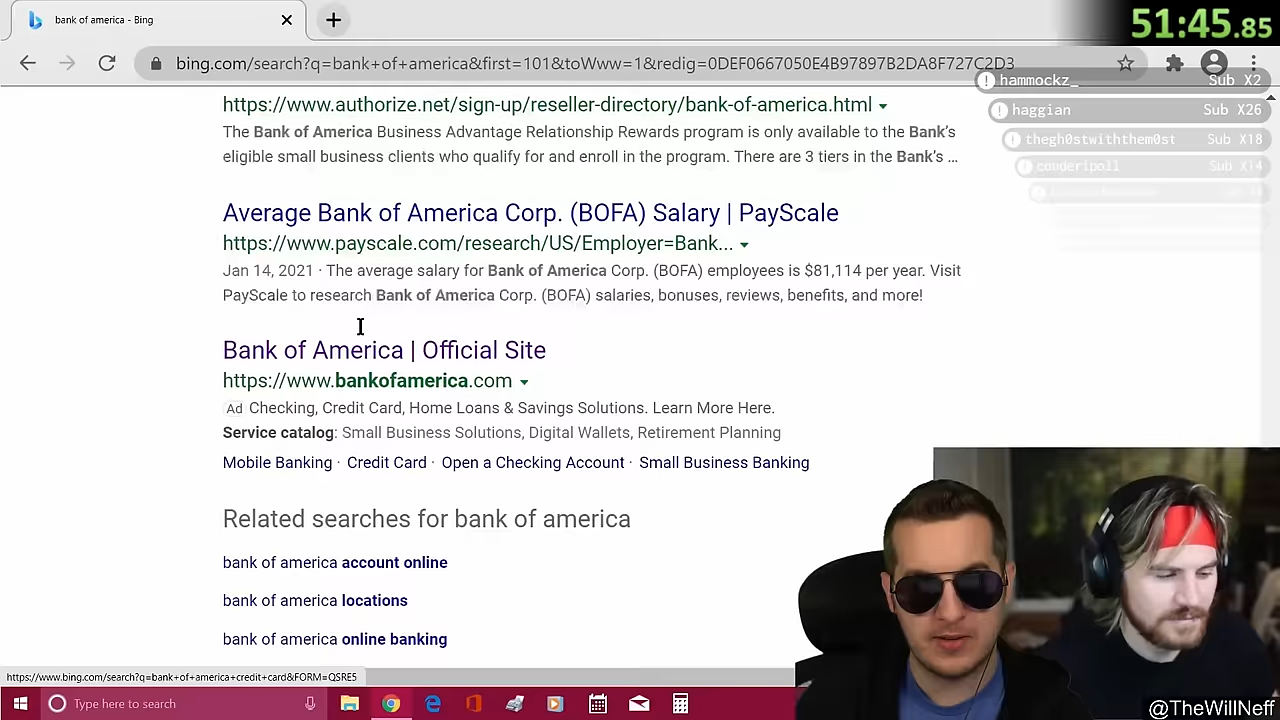 bank of america - Bing
51:45.85
bing.com/search?q=bank+of+america&first=101&toWww=1&redig=0DEF0667050E4B97897B2DA8F727C2D3
hammockz_ Sub X2
https://www.authorize.net/sign-up/reseller-directory/bank-of-america.html
haggian Sub X26
The Bank of America Business Advantage Relationship Rewards program is only available to the Bank's
thegh0stwiththem0st Sub X18
eligible small business clients who qualify for and enroll in the program. There are 3 tiers in the Bank's ...
Sub X14
Average Bank of America Corp. (BOFA) Salary | PayScale
https://www.payscale.com/research/US/Employer=Bank...
Jan 14, 2021 · The average salary for Bank of America Corp. (BOFA) employees is $81,114 per year. Visit
PayScale to research Bank of America Corp. (BOFA) salaries, bonuses, reviews, benefits, and more!
Bank of America | Official Site
https://www.bankofamerica.com
Ad Checking, Credit Card, Home Loans & Savings Solutions. Learn More Here.
Service catalog: Small Business Solutions, Digital Wallets, Retirement Planning
Mobile Banking · Credit Card · Open a Checking Account · Small Business Banking
Related searches for bank of america
bank of america account online
bank of america locations
bank of america online banking
https://www.bing.com/search?q=bank+of+america+credit+card&FORM=QSRE5
Type here to search
@TheWillNeff